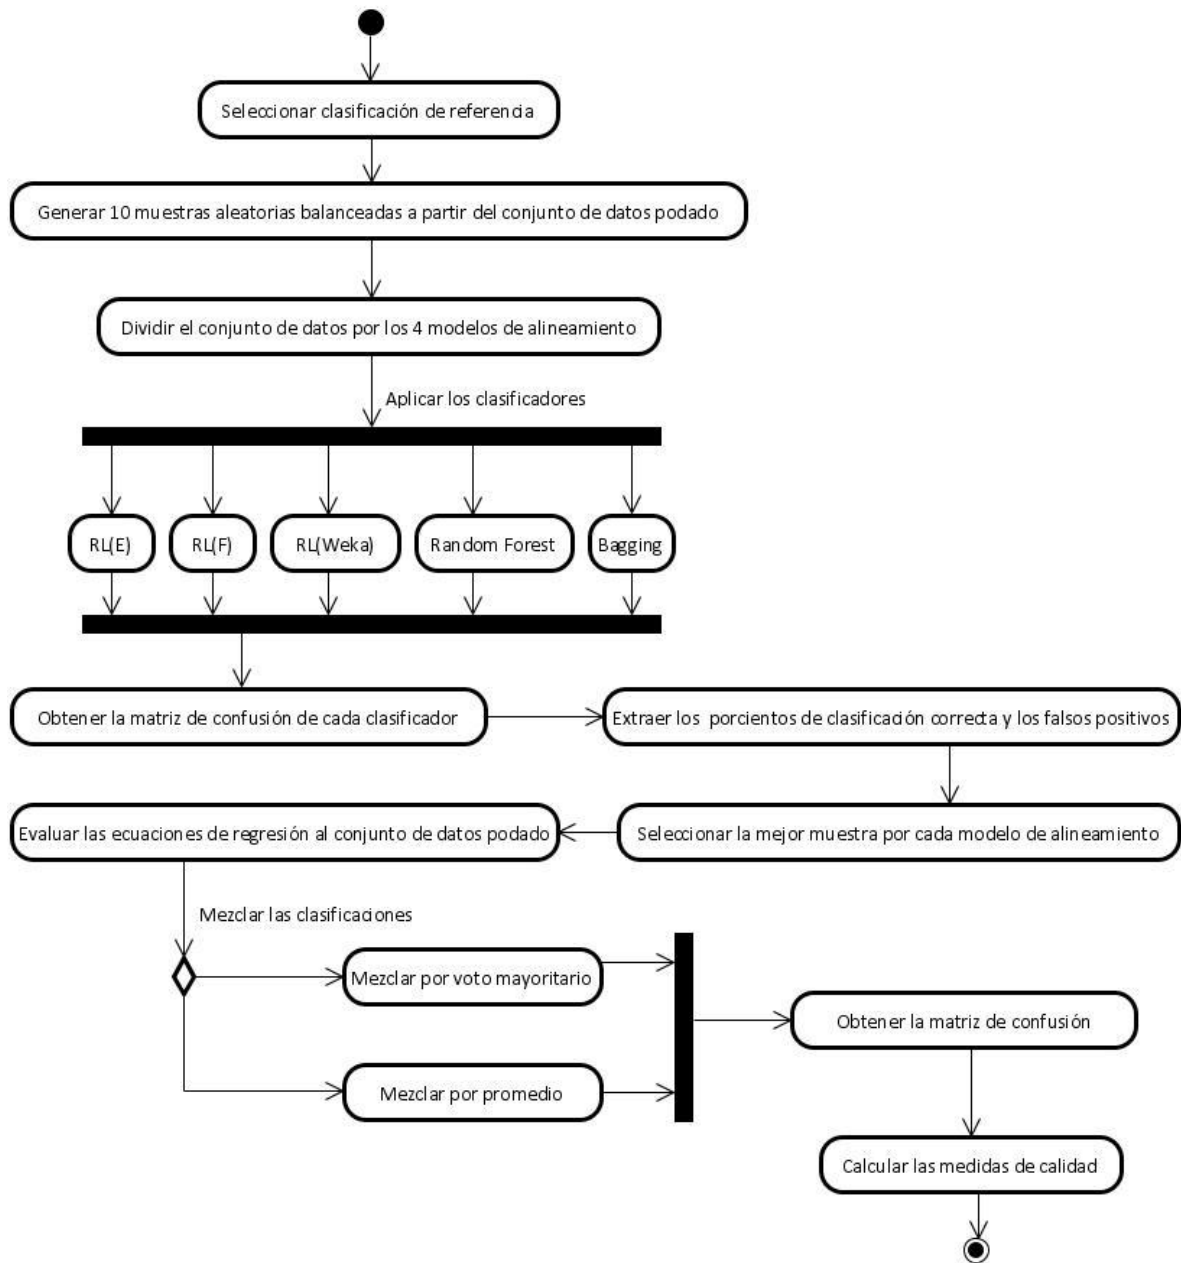 Seleccionar clasificación de referencia
Generar 10 muestras aleatorias balanceadas a partir del conjunto de datos podado
Dividir el conjunto de datos por los 4 modelos de alineamiento
Aplicar los clasificadores
RL(E)
RL(F)
RL(Weka)
Random Forest
Bagging
Obtener la matriz de confusión de cada clasificador
Extraer los porcientos de clasificación correcta y los falsos positivos
Seleccionar la mejor muestra por cada modelo de alineamiento
Evaluar las ecuaciones de regresión al conjunto de datos podado
Mezclar las clasificaciones
Mezclar por voto mayoritario
Mezclar por promedio
Obtener la matriz de confusión
Calcular las medidas de calidad